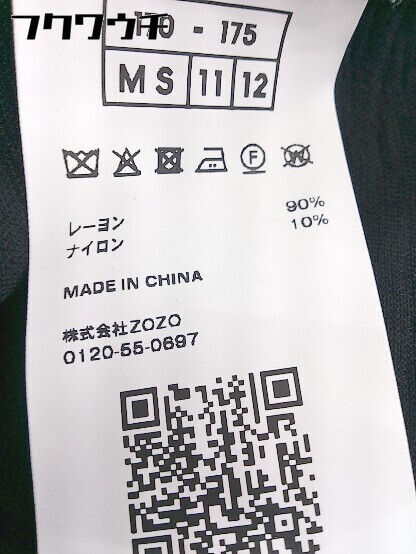 フクワウチ
170 - 175
MS 11 12
F W
レーヨン 90%
ナイロン 10%
MADE IN CHINA
株式会社ZOZO
0120-55-0697